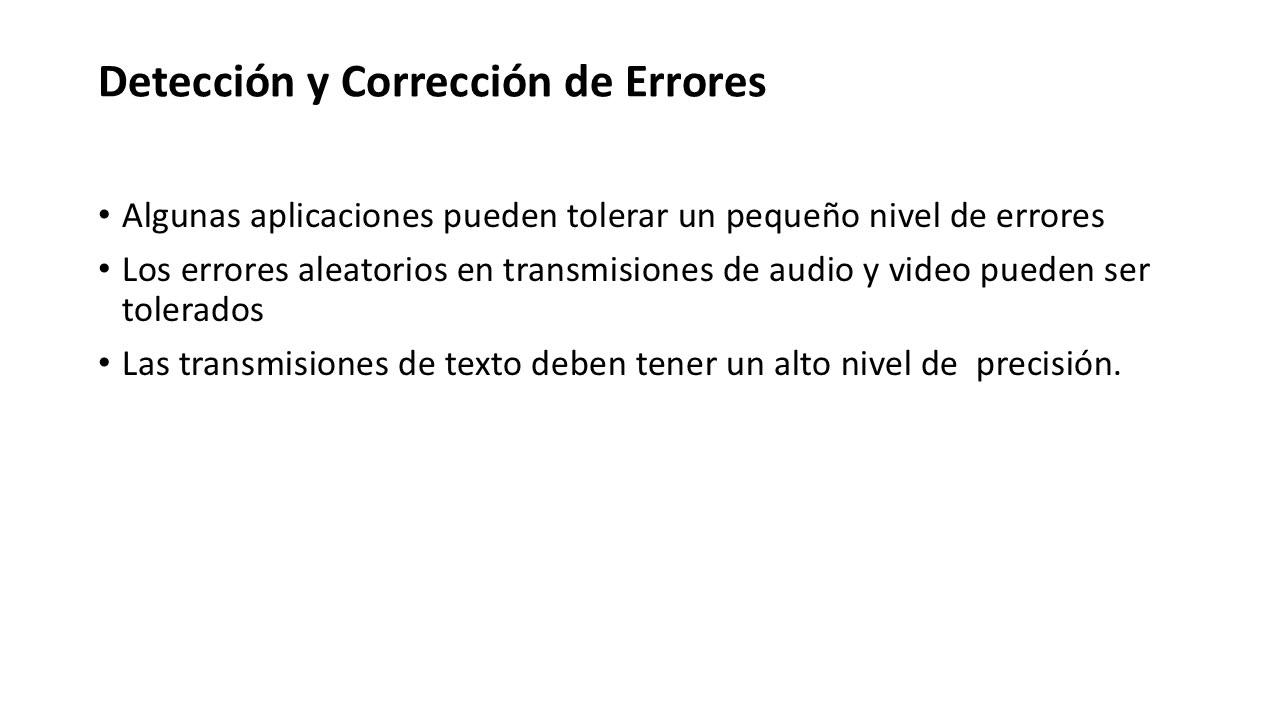 Detección y Corrección de Errores
• Algunas aplicaciones pueden tolerar un pequeño nivel de errores
• Los errores aleatorios en transmisiones de audio y video pueden ser
tolerados
• Las transmisiones de texto deben tener un alto nivel de  precisión.